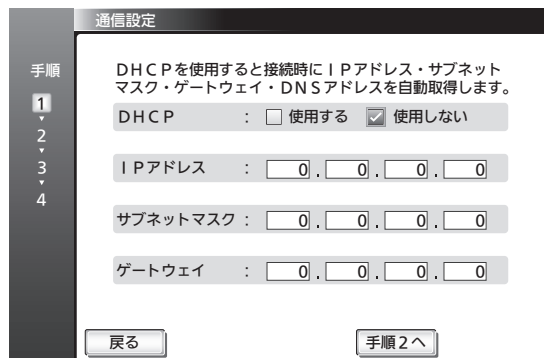 通信設定
手順
1
2
3
4
DHCPを使用すると接続時にIPアドレス・サブネット
マスク・ゲートウェイ・DNSアドレスを自動取得します。
DHCP : 使用する 使用しない
IPアドレス : 0 . 0 . 0 . 0
サブネットマスク : 0 . 0 . 0 . 0
ゲートウェイ : 0 . 0 . 0 . 0
戻る 手順2へ